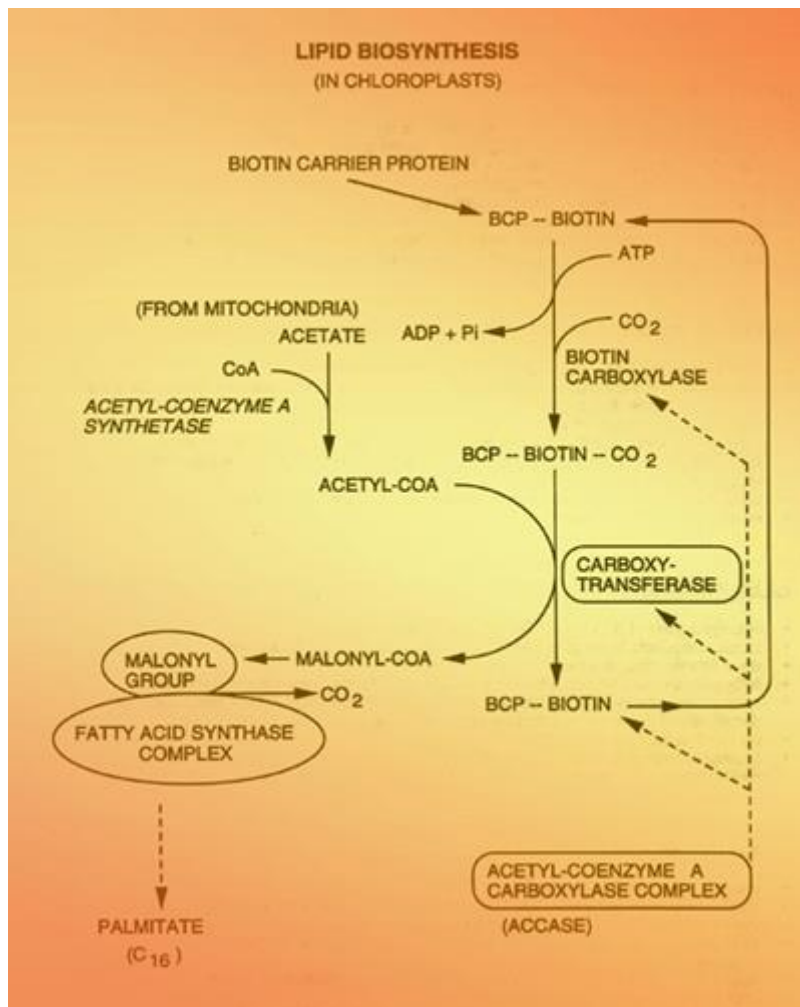 LIPID BIOSYNTHESIS
(IN CHLOROPLASTS)
BIOTIN CARRIER PROTEIN
BCP -- BIOTIN
ATP
(FROM MITOCHONDRIA)
ACETATE
ADP + Pi
CO2
CoA
BIOTIN
CARBOXYLASE
ACETYL-COENZYME A
SYNTHETASE
BCP -- BIOTIN -- CO2
ACETYL-COA
CARBOXY-
TRANSFERASE
MALONYL
GROUP
MALONYL-COA
CO2
BCP -- BIOTIN
FATTY ACID SYNTHASE
COMPLEX
ACETYL-COENZYME A
CARBOXYLASE COMPLEX
(ACCASE)
PALMITATE
(C16)